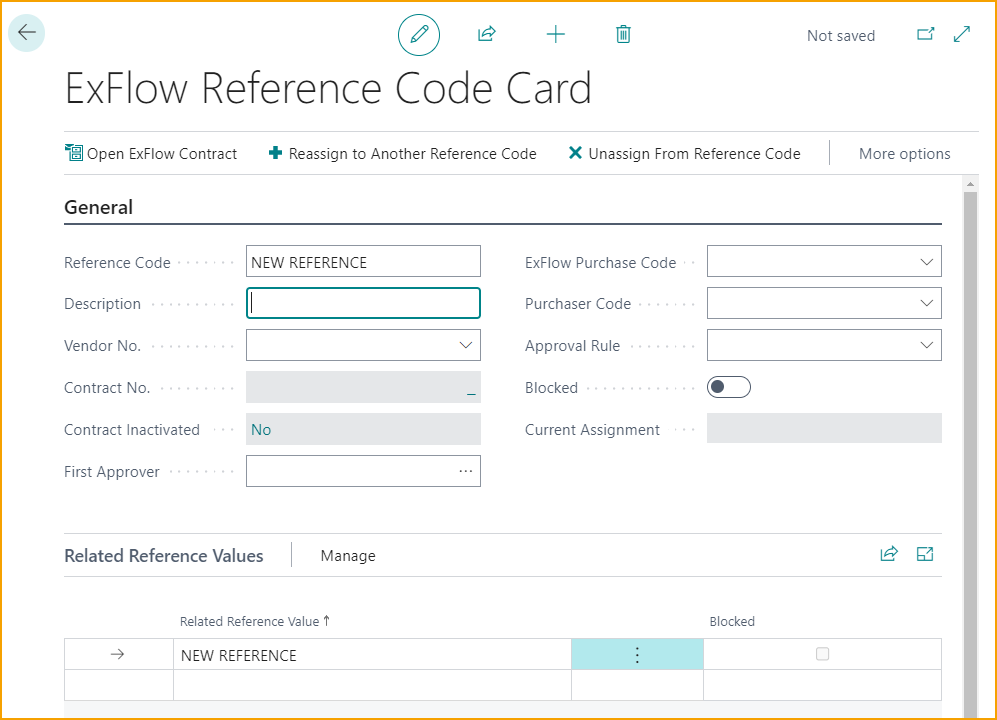 Not saved
ExFlow Reference Code Card
Open ExFlow Contract Reassign to Another Reference Code Unassign From Reference Code More options
General
Reference Code NEW REFERENCE ExFlow Purchase Code
Description Purchaser Code
Vendor No. Approval Rule
Contract No. _ Blocked
Contract Inactivated No Current Assignment
First Approver ...
Related Reference Values Manage
Related Reference Value ↑ Blocked
→ NEW REFERENCE